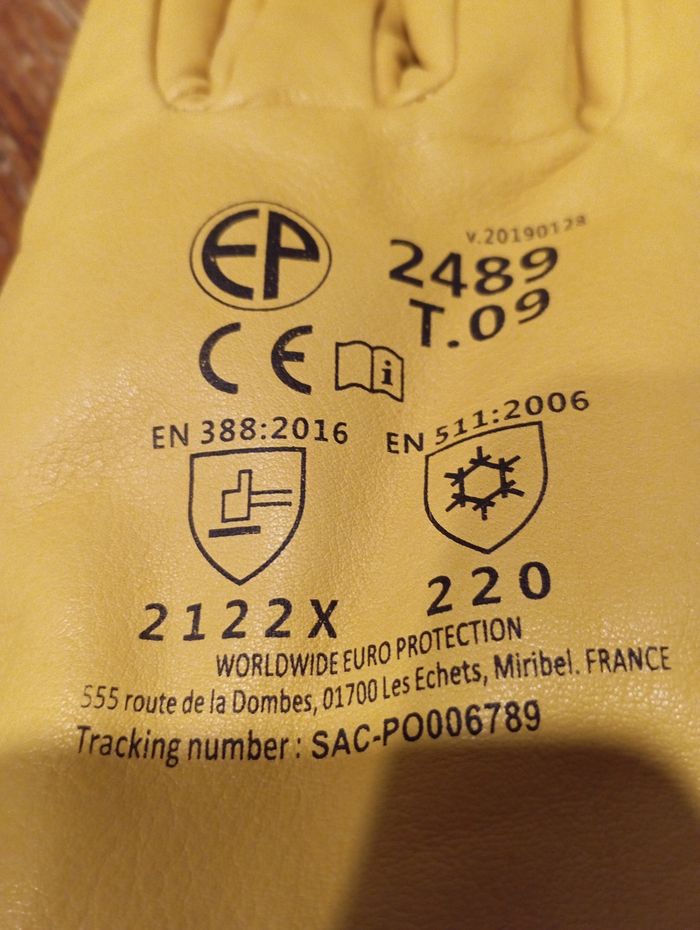 EP
v.20190128
2489
T.09
CE
i
EN 388:2016
EN 511:2006
2122X
220
WORLDWIDE EURO PROTECTION
555 route de la Dombes, 01700 Les Echets, Miribel. FRANCE
Tracking number : SAC-PO006789